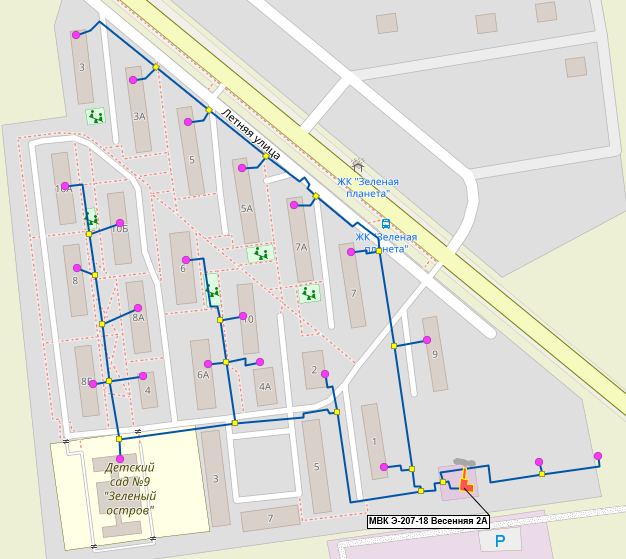 3
3А
Летняя улица
5
5А
ЖК "Зеленая
планета"
10А
10Б
7А
ЖК "Зеленая
планета"
6
8
7
8А
10
9
2
6А
8Б
4
4А
1
5
Детский
сад №9
"Зеленый
остров"
3
7
МВК Э-207-18 Весенняя 2А
P